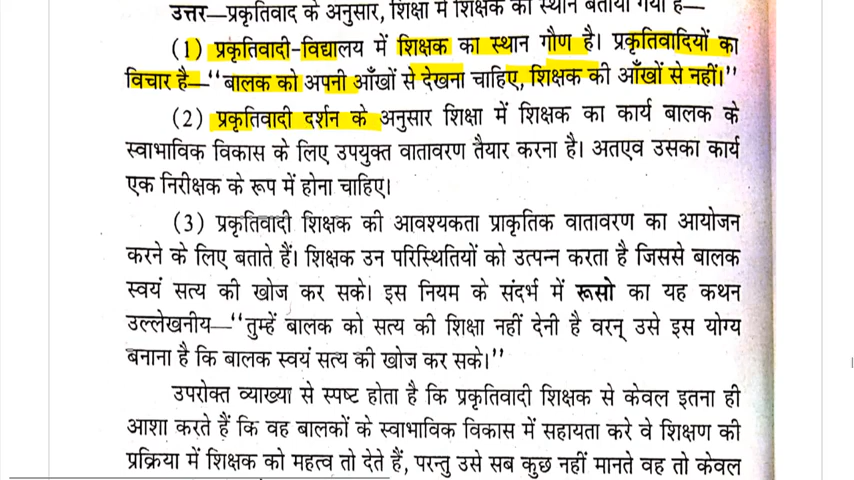 उत्तर—प्रकृतिवाद के अनुसार, शिक्षा में शिक्षक का स्थान बताया गया है—
(1) प्रकृतिवादी-विद्यालय में शिक्षक का स्थान गौण है। प्रकृतिवादियों का
विचार है—“बालक को अपनी आँखों से देखना चाहिए, शिक्षक की आँखों से नहीं।”
(2) प्रकृतिवादी दर्शन के अनुसार शिक्षा में शिक्षक का कार्य बालक के
स्वाभाविक विकास के लिए उपयुक्त वातावरण तैयार करना है। अतएव उसका कार्य
एक निरीक्षक के रूप में होना चाहिए।
(3) प्रकृतिवादी शिक्षक की आवश्यकता प्राकृतिक वातावरण का आयोजन
करने के लिए बताते हैं। शिक्षक उन परिस्थितियों को उत्पन्न करता है जिससे बालक
स्वयं सत्य की खोज कर सके। इस नियम के संदर्भ में रूसो का यह कथन
उल्लेखनीय—“तुम्हें बालक को सत्य की शिक्षा नहीं देनी है वरन् उसे इस योग्य
बनाना है कि बालक स्वयं सत्य की खोज कर सके।”
उपरोक्त व्याख्या से स्पष्ट होता है कि प्रकृतिवादी शिक्षक से केवल इतना ही
आशा करते हैं कि वह बालकों के स्वाभाविक विकास में सहायता करे वे शिक्षण की
प्रक्रिया में शिक्षक को महत्व तो देते हैं, परन्तु उसे सब कुछ नहीं मानते वह तो केवल